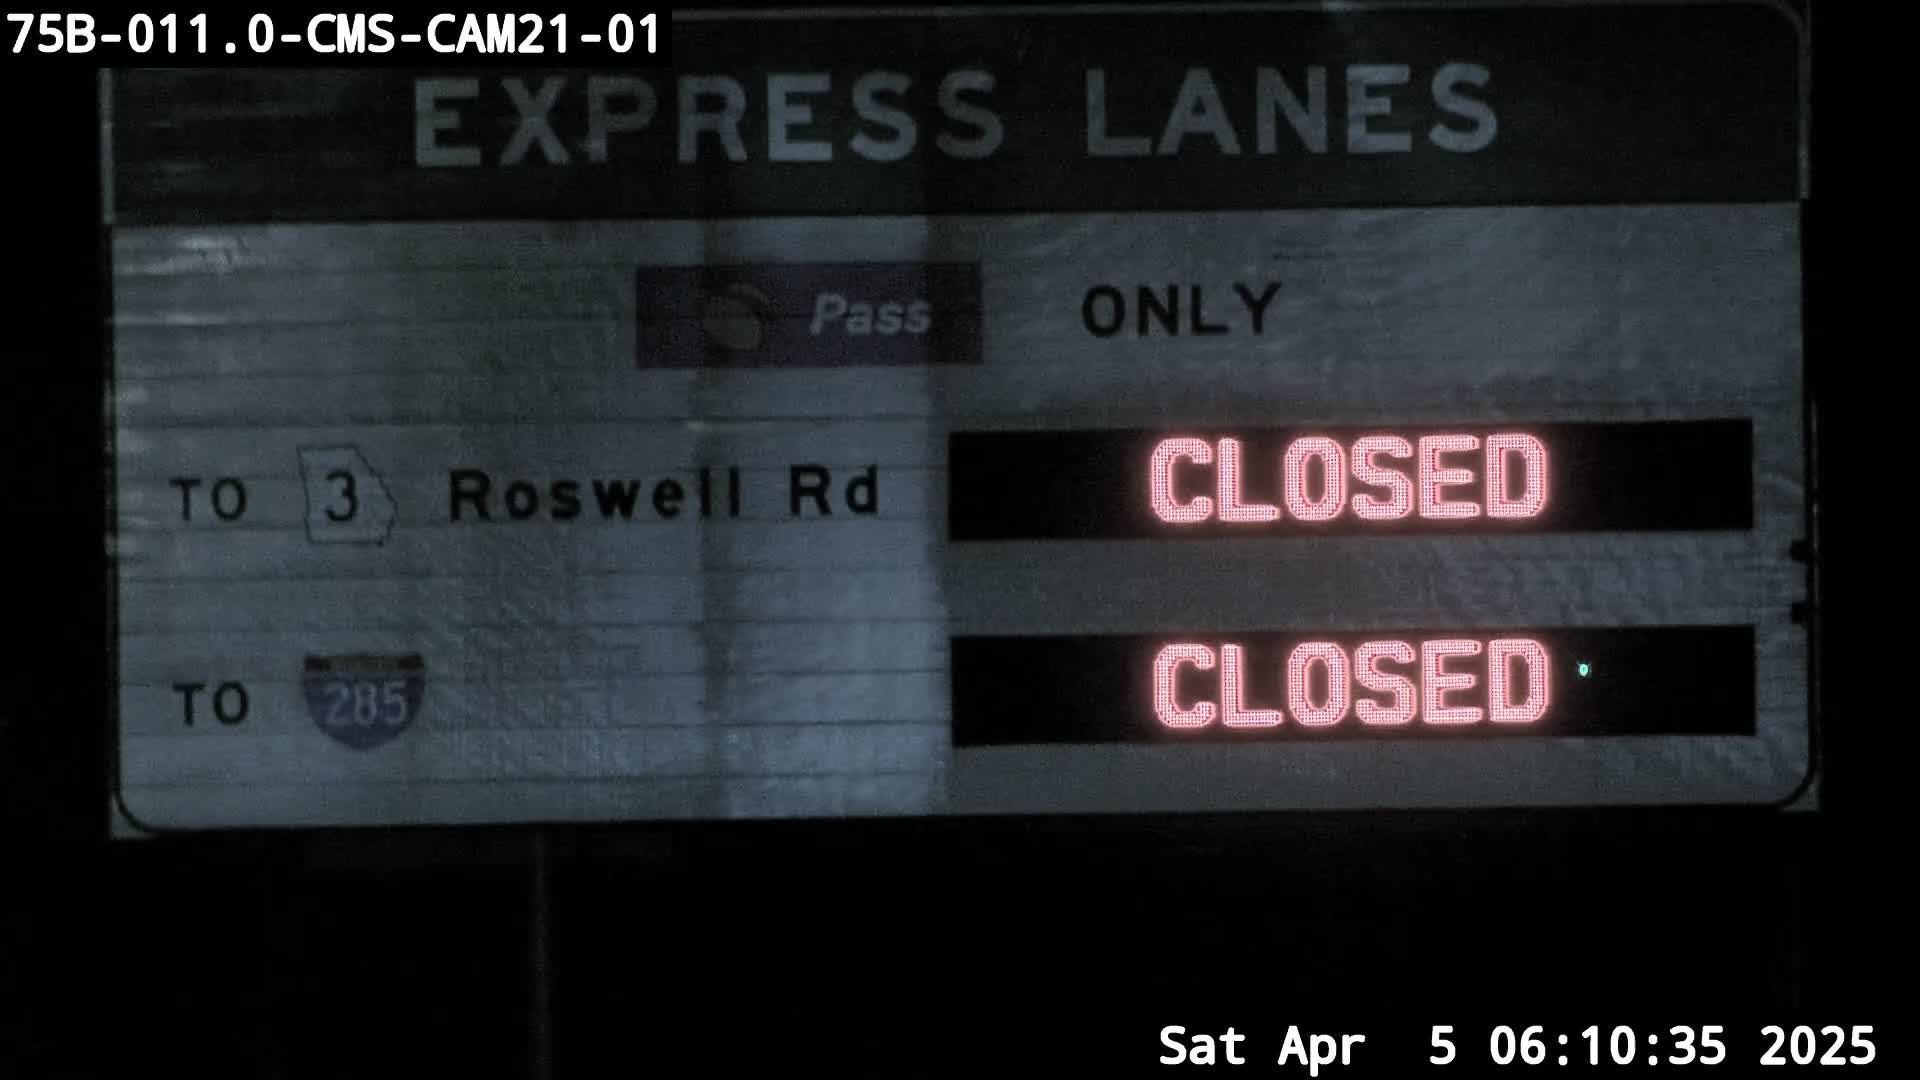 75B-011.0-CMS-CAM21-01
EXPRESS LANES
Pass ONLY
TO 3 Roswell Rd CLOSED
TO 285 CLOSED
Sat Apr 5 06:10:35 2025